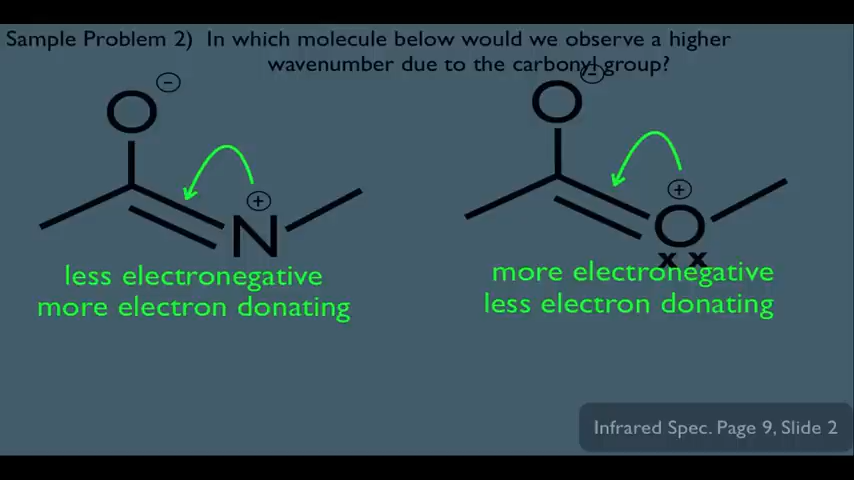 Sample Problem 2) In which molecule below would we observe a higher
wavenumber due to the carbonyl group?
O
−
O
−
+
N
+
O
x x
less electronegative
more electron donating
more electronegative
less electron donating
Infrared Spec. Page 9, Slide 2